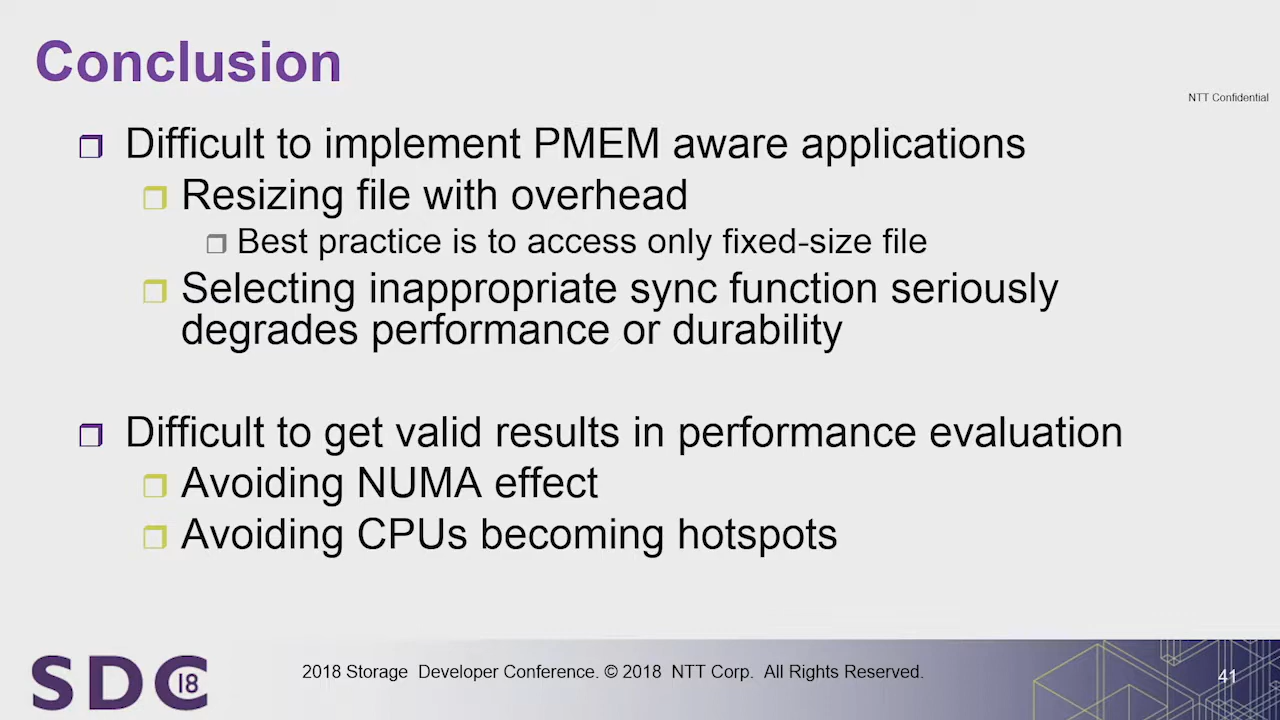 Conclusion
NTT Confidential
Difficult to implement PMEM aware applications
Resizing file with overhead
Best practice is to access only fixed-size file
Selecting inappropriate sync function seriously
degrades performance or durability
Difficult to get valid results in performance evaluation
Avoiding NUMA effect
Avoiding CPUs becoming hotspots
SDC 18
2018 Storage Developer Conference. © 2018 NTT Corp. All Rights Reserved.
41